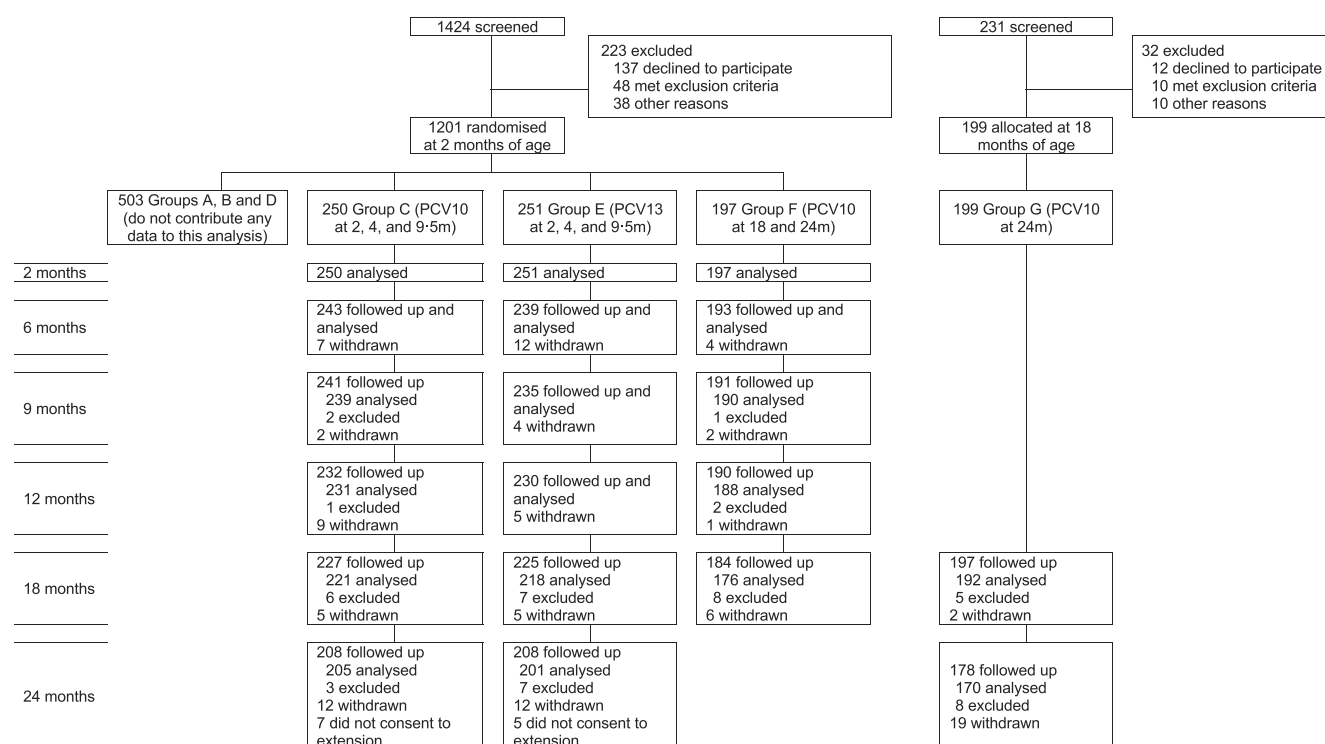 1424 screened
231 screened
223 excluded
137 declined to participate
48 met exclusion criteria
38 other reasons
32 excluded
12 declined to participate
10 met exclusion criteria
10 other reasons
1201 randomised
at 2 months of age
199 allocated at 18
months of age
503 Groups A, B and D
(do not contribute any
data to this analysis)
250 Group C (PCV10
at 2, 4, and 9·5m)
251 Group E (PCV13
at 2, 4, and 9·5m)
197 Group F (PCV10
at 18 and 24m)
199 Group G (PCV10
at 24m)
2 months
250 analysed
251 analysed
197 analysed
6 months
243 followed up and
analysed
7 withdrawn
239 followed up and
analysed
12 withdrawn
193 followed up and
analysed
4 withdrawn
9 months
241 followed up
239 analysed
2 excluded
2 withdrawn
235 followed up and
analysed
4 withdrawn
191 followed up
190 analysed
1 excluded
2 withdrawn
12 months
232 followed up
231 analysed
1 excluded
9 withdrawn
230 followed up and
analysed
5 withdrawn
190 followed up
188 analysed
2 excluded
1 withdrawn
18 months
227 followed up
221 analysed
6 excluded
5 withdrawn
225 followed up
218 analysed
7 excluded
5 withdrawn
184 followed up
176 analysed
8 excluded
6 withdrawn
197 followed up
192 analysed
5 excluded
2 withdrawn
24 months
208 followed up
205 analysed
3 excluded
12 withdrawn
7 did not consent to
extension
208 followed up
201 analysed
7 excluded
12 withdrawn
5 did not consent to
extension
178 followed up
170 analysed
8 excluded
19 withdrawn